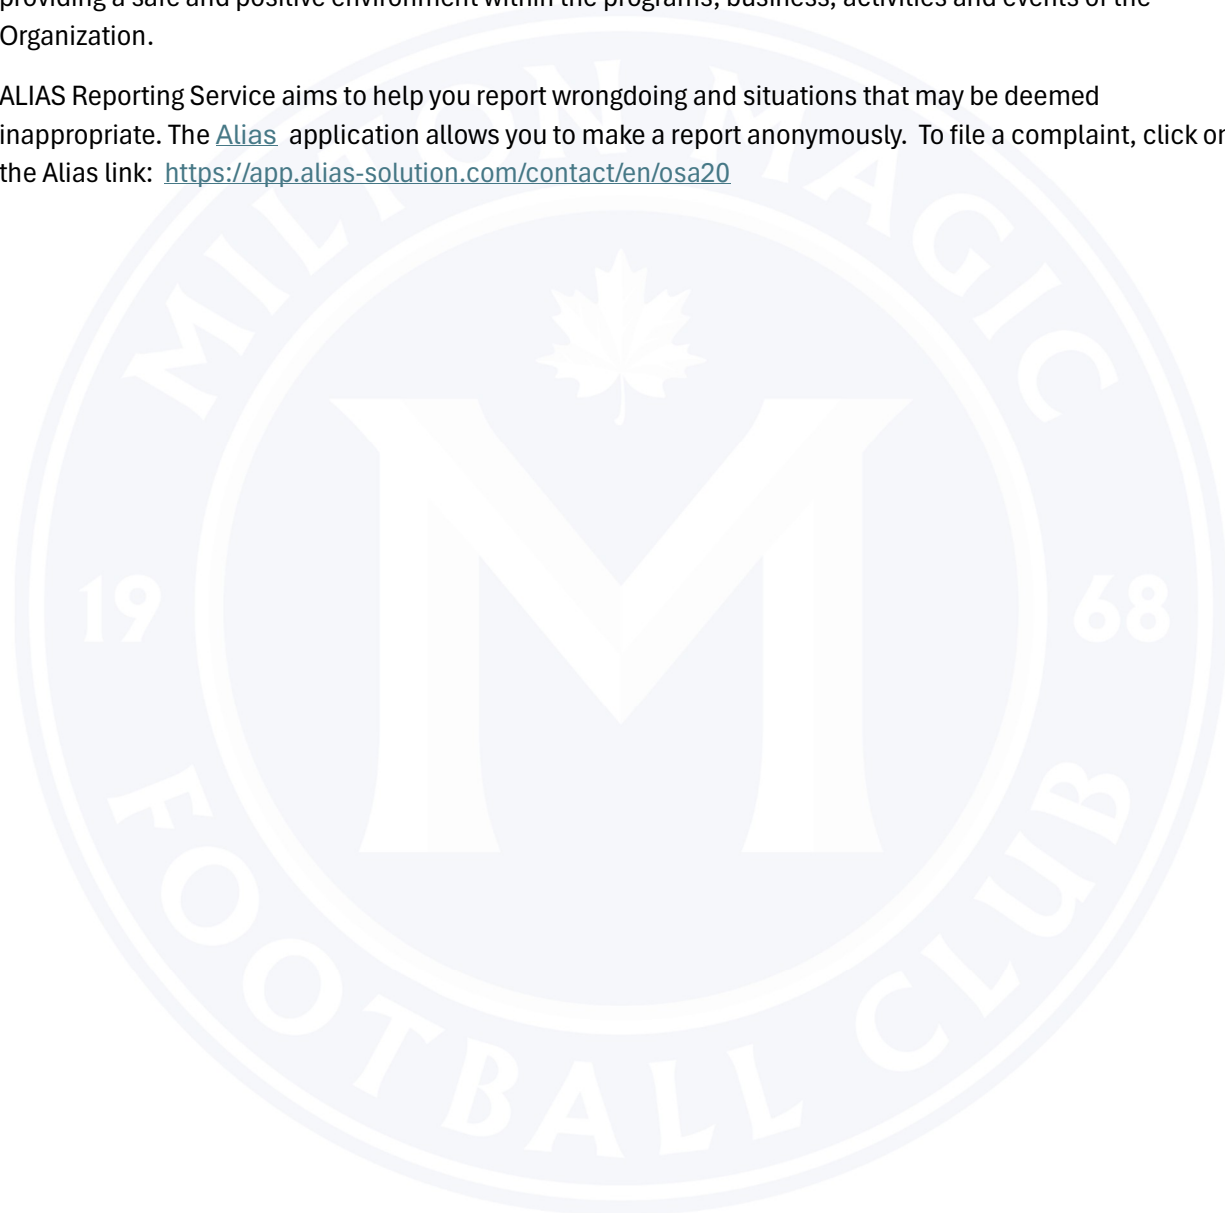 providing a safe and positive environment within the programs, business, activities and events of the
Organization.
ALIAS Reporting Service aims to help you report wrongdoing and situations that may be deemed
inappropriate. The Alias application allows you to make a report anonymously. To file a complaint, click on
the Alias link: https://app.alias-solution.com/contact/en/osa20
MILTON MAGIC
19 68
FOOTBALL CLUB